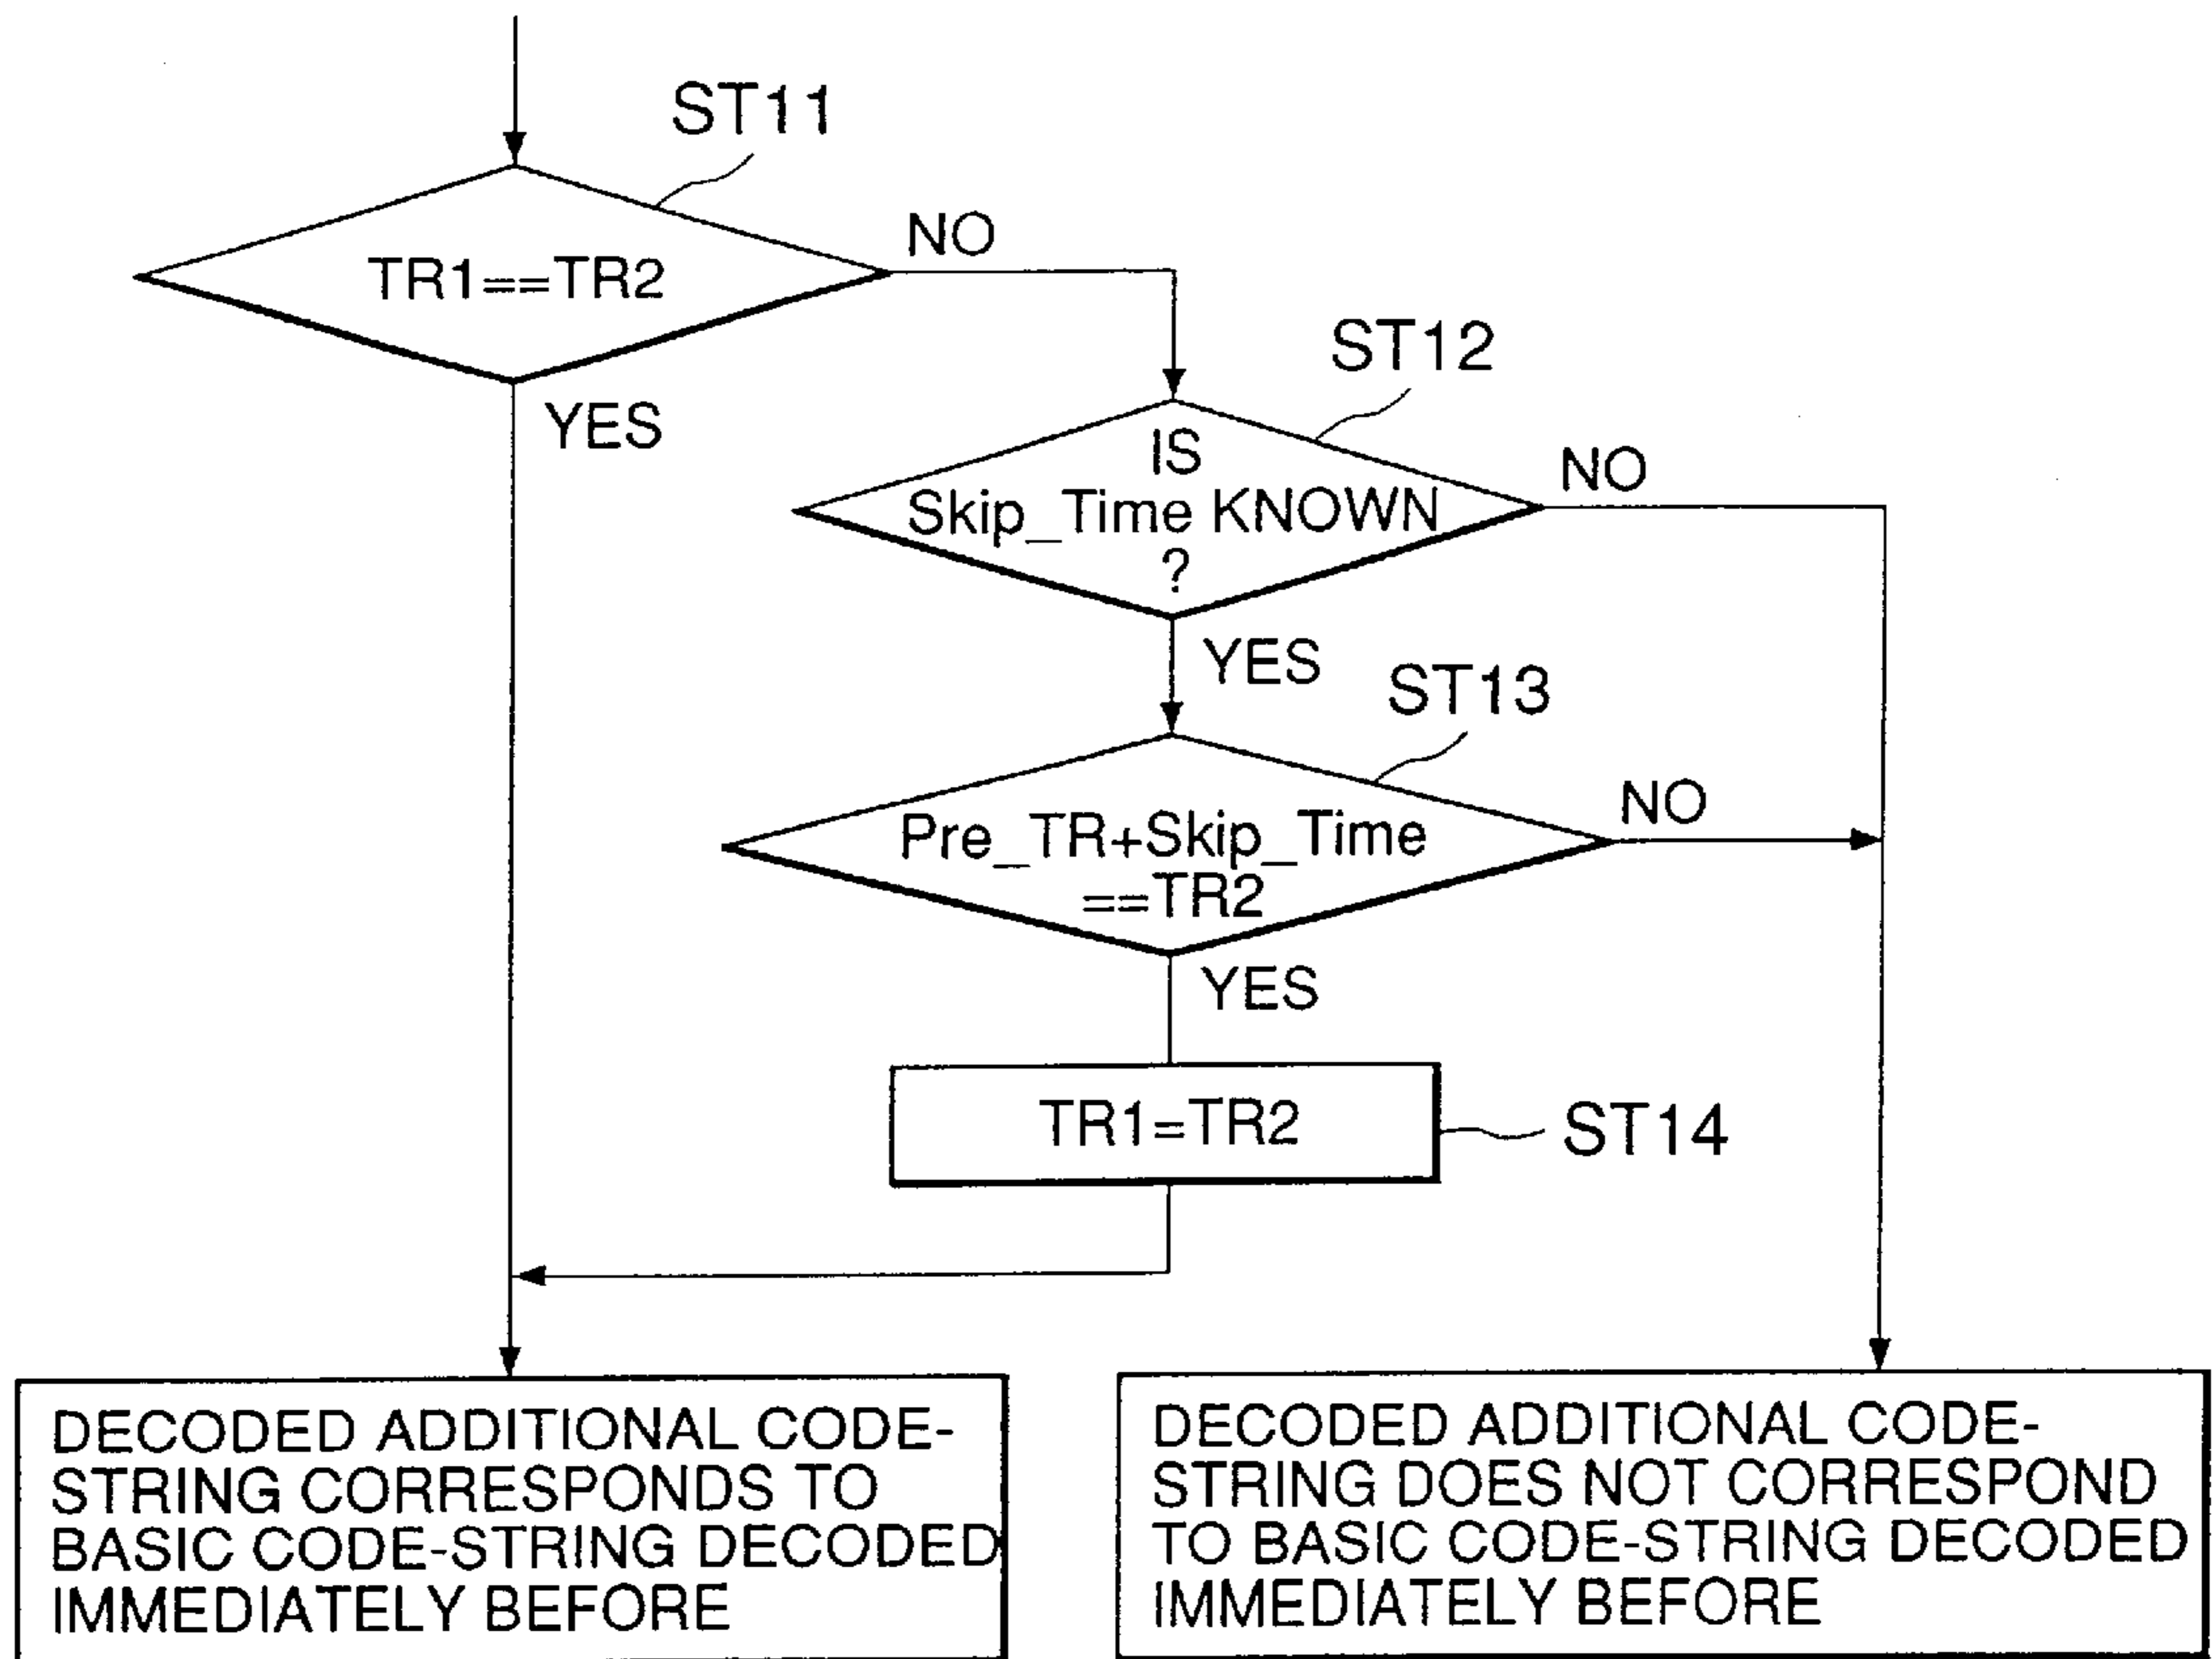 ST11
TR1==TR2
NO
YES
ST12
IS
Skip_Time KNOWN
?
NO
YES
ST13
Pre_TR+Skip_Time
==TR2
NO
YES
TR1=TR2
ST14
DECODED ADDITIONAL CODE-
STRING CORRESPONDS TO
BASIC CODE-STRING DECODED
IMMEDIATELY BEFORE
DECODED ADDITIONAL CODE-
STRING DOES NOT CORRESPOND
TO BASIC CODE-STRING DECODED
IMMEDIATELY BEFORE